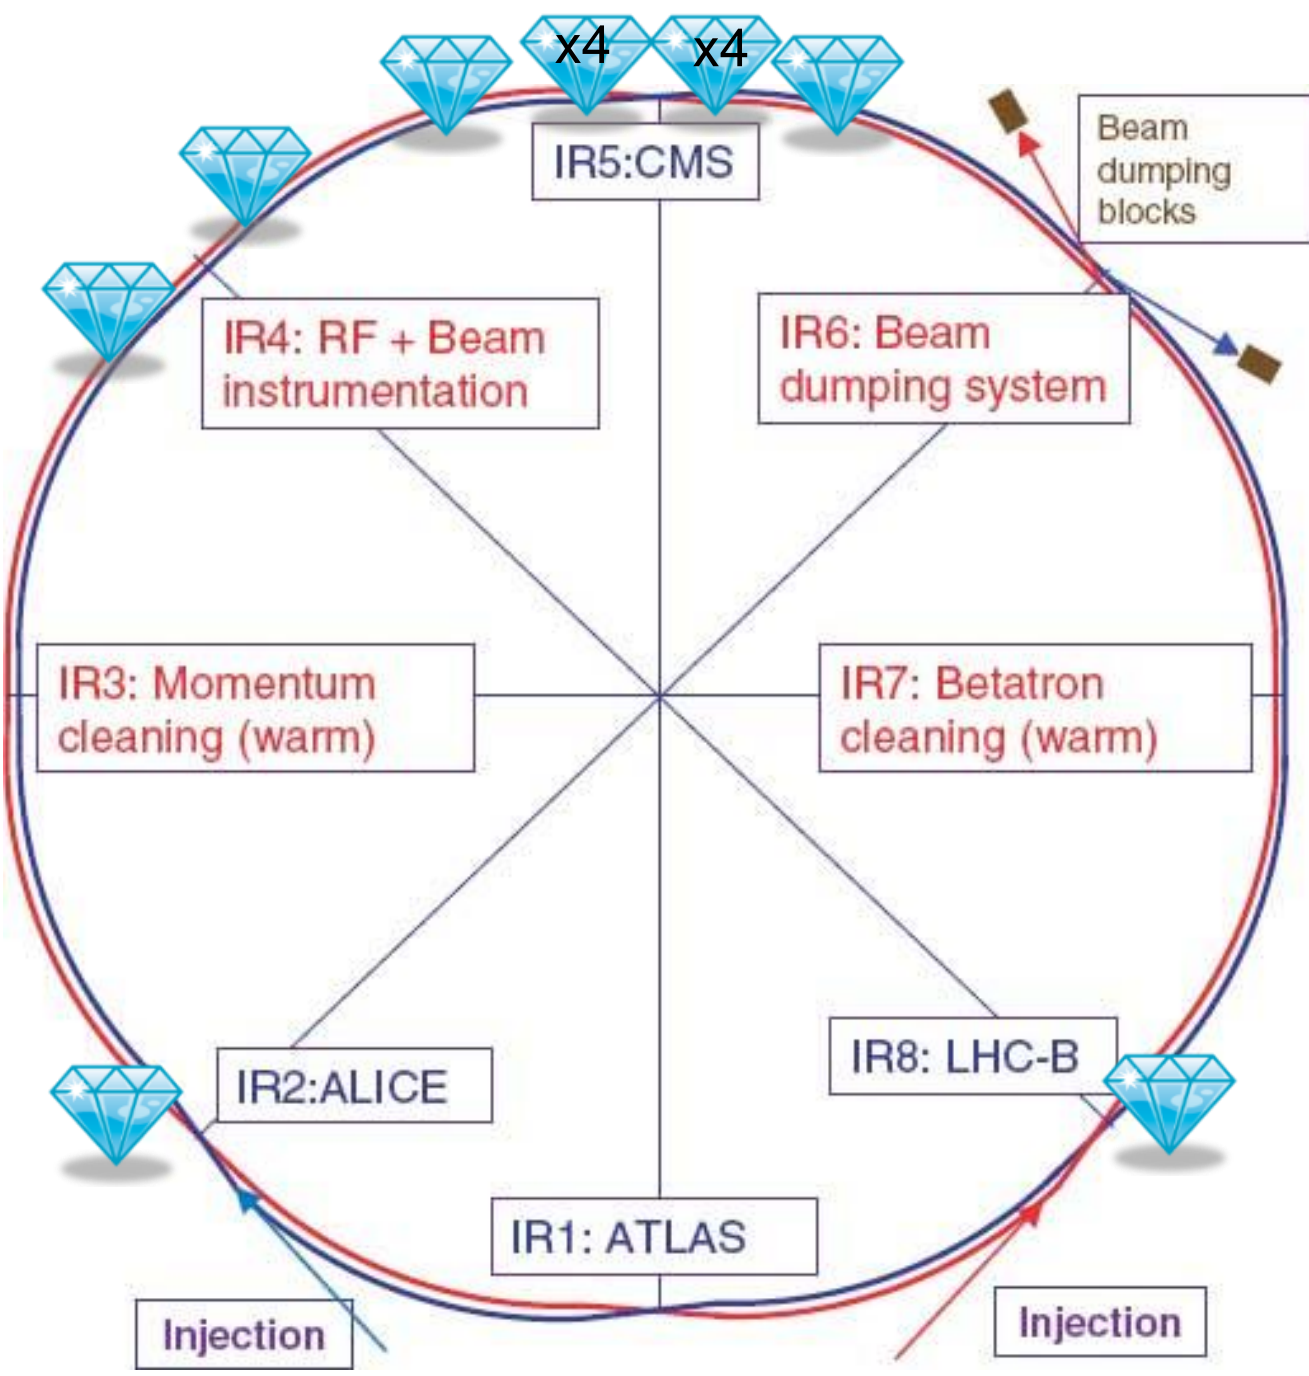 x4
x4
Beam
dumping
blocks
IR5:CMS
IR4: RF + Beam
instrumentation
IR6: Beam
dumping system
IR3: Momentum
cleaning (warm)
IR7: Betatron
cleaning (warm)
IR2:ALICE
IR8: LHC-B
IR1: ATLAS
Injection
Injection